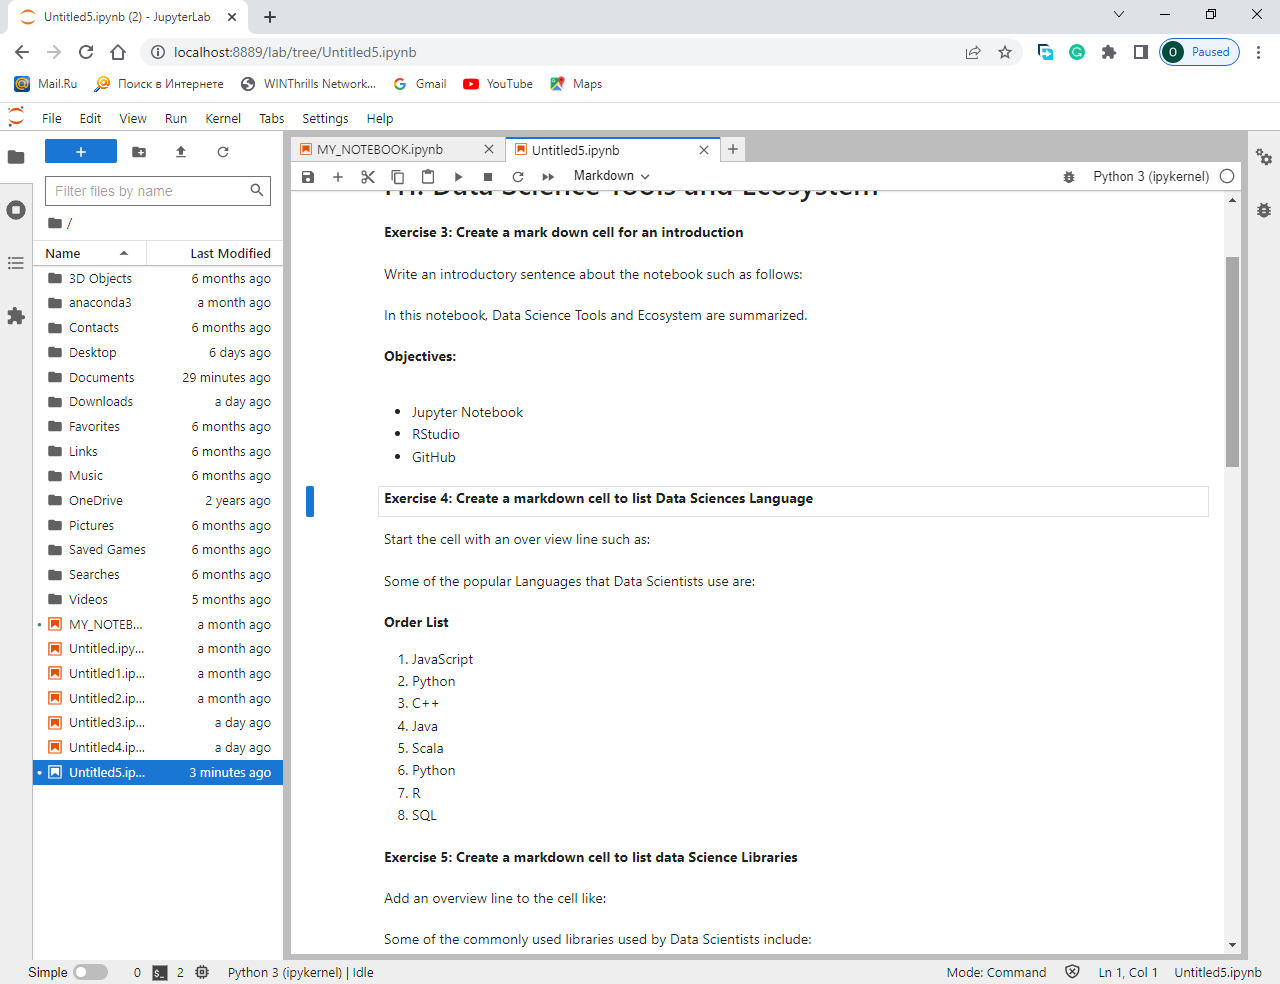 Untitled5.ipynb (2) - JupyterLab
localhost:8889/lab/tree/Untitled5.ipynb
O Paused
Mail.Ru Поиск в Интернете WINThrills Network... Gmail YouTube Maps
File Edit View Run Kernel Tabs Settings Help
MY_NOTEBOOK.ipynb Untitled5.ipynb
Markdown Python 3 (ipykernel)
Filter files by name
/
Name Last Modified
3D Objects 6 months ago
anaconda3 a month ago
Contacts 6 months ago
Desktop 6 days ago
Documents 29 minutes ago
Downloads a day ago
Favorites 6 months ago
Links 6 months ago
Music 6 months ago
OneDrive 2 years ago
Pictures 6 months ago
Saved Games 6 months ago
Searches 6 months ago
Videos 5 months ago
MY_NOTEB... a month ago
Untitled.ipy... a month ago
Untitled1.ip... a month ago
Untitled2.ip... a month ago
Untitled3.ip... a day ago
Untitled4.ip... a day ago
Untitled5.ip... 3 minutes ago
Data Science Tools and Ecosystem
Exercise 3: Create a mark down cell for an introduction
Write an introductory sentence about the notebook such as follows:
In this notebook, Data Science Tools and Ecosystem are summarized.
Objectives:
• Jupyter Notebook
• RStudio
• GitHub
Exercise 4: Create a markdown cell to list Data Sciences Language
Start the cell with an over view line such as:
Some of the popular Languages that Data Scientists use are:
Order List
1. JavaScript
2. Python
3. C++
4. Java
5. Scala
6. Python
7. R
8. SQL
Exercise 5: Create a markdown cell to list data Science Libraries
Add an overview line to the cell like:
Some of the commonly used libraries used by Data Scientists include:
Simple 0 $_ 2 Python 3 (ipykernel) | Idle Mode: Command Ln 1, Col 1 Untitled5.ipynb